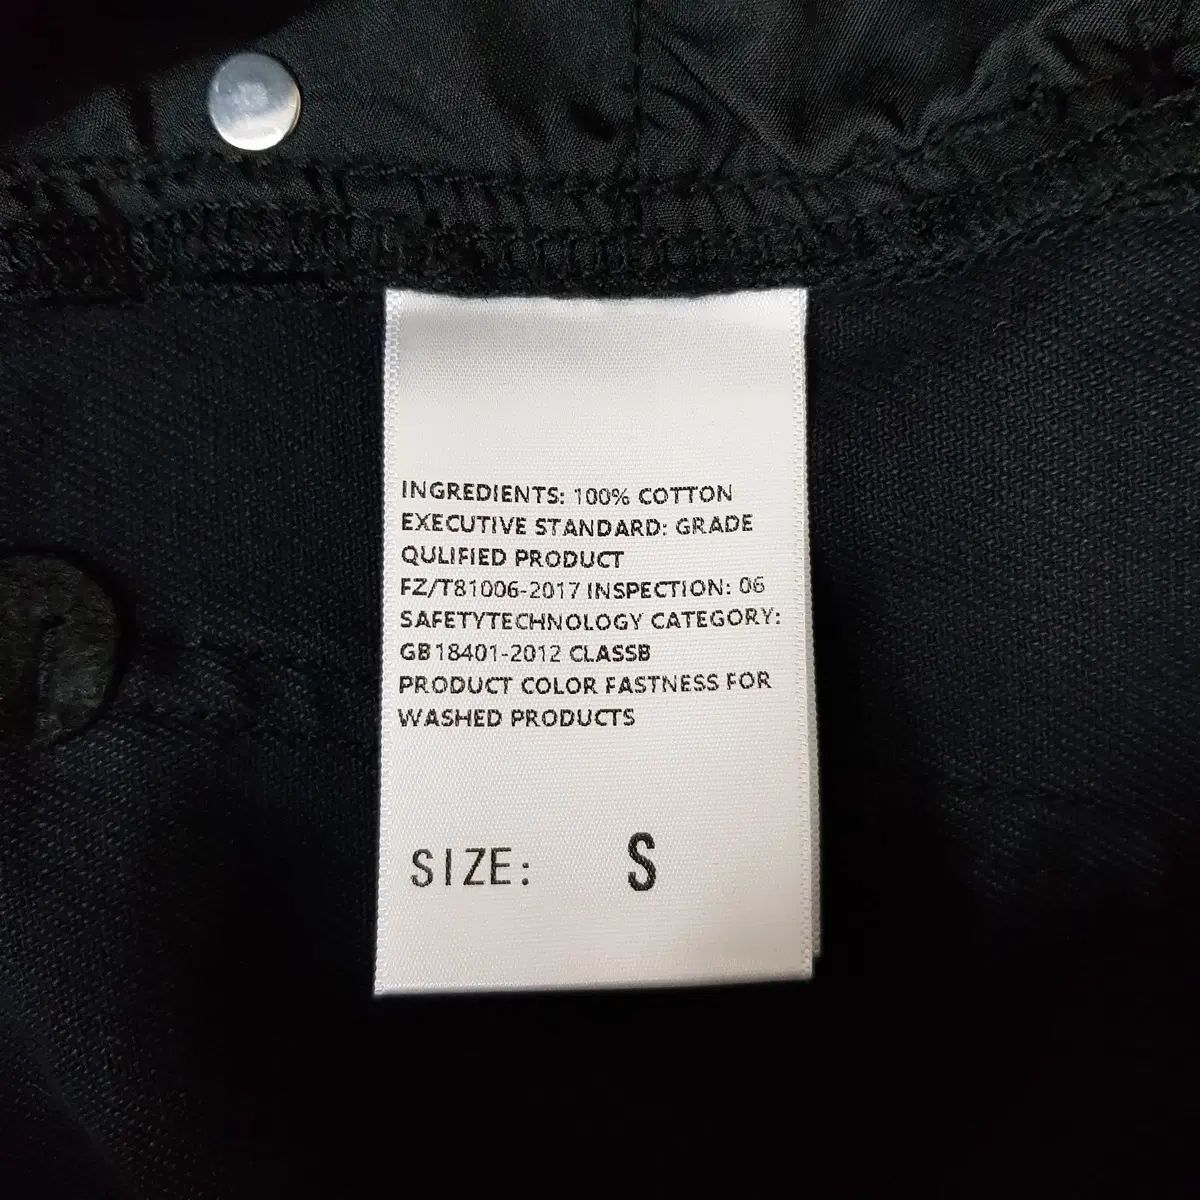 INGREDIENTS: 100% COTTON
EXECUTIVE STANDARD: GRADE
QULIFIED PRODUCT
FZ/T81006-2017 INSPECTION: 06
SAFETYTECHNOLOGY CATEGORY:
GB18401-2012 CLASSB
PRODUCT COLOR FASTNESS FOR
WASHED PRODUCTS
SIZE: S